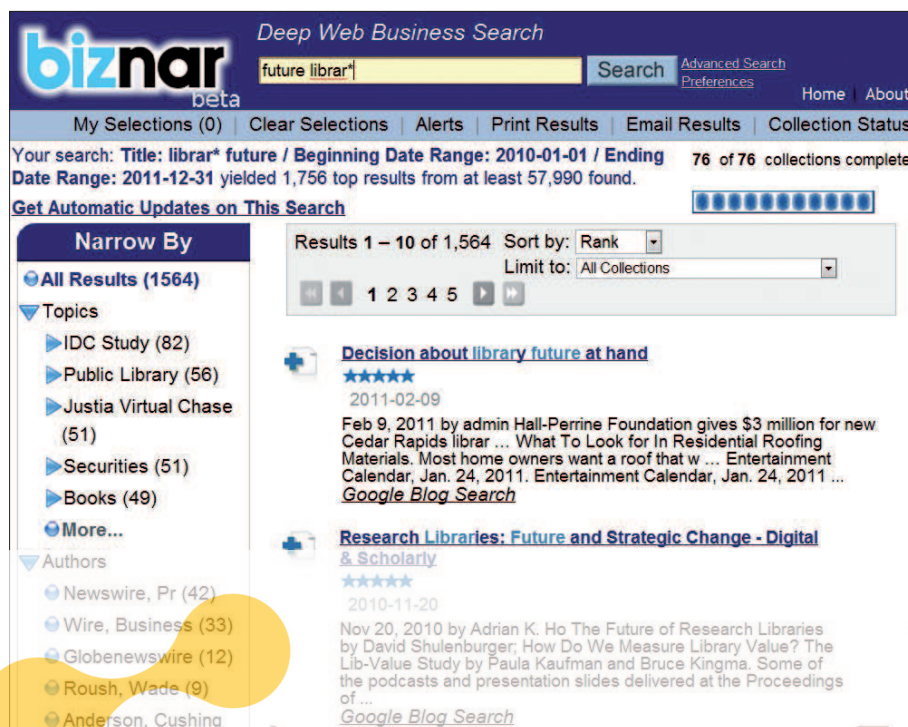 biznar
beta
Deep Web Business Search
future librar*
Search
Advanced Search
Preferences
Home
About
My Selections (0) | Clear Selections | Alerts | Print Results | Email Results | Collection Status
Your search: Title: librar* future / Beginning Date Range: 2010-01-01 / Ending
Date Range: 2011-12-31 yielded 1,756 top results from at least 57,990 found.
76 of 76 collections complete
Get Automatic Updates on This Search
Narrow By
All Results (1564)
Topics
IDC Study (82)
Public Library (56)
Justia Virtual Chase
(51)
Securities (51)
Books (49)
More...
Authors
Newswire, Pr (42)
Wire, Business (33)
Globenewswire (12)
Roush, Wade (9)
Anderson, Cushing
Results 1 – 10 of 1,564 Sort by: Rank
Limit to: All Collections
1 2 3 4 5
Decision about library future at hand
2011-02-09
Feb 9, 2011 by admin Hall-Perrine Foundation gives $3 million for new
Cedar Rapids librar ... What To Look for In Residential Roofing
Materials. Most home owners want a roof that w ... Entertainment
Calendar, Jan. 24, 2011. Entertainment Calendar, Jan. 24, 2011 ...
Google Blog Search
Research Libraries: Future and Strategic Change - Digital
& Scholarly
2010-11-20
Nov 20, 2010 by Adrian K. Ho The Future of Research Libraries
by David Shulenburger; How Do We Measure Library Value? The
Lib-Value Study by Paula Kaufman and Bruce Kingma. Some of
the podcasts and presentation slides delivered at the Proceedings
of ...
Google Blog Search